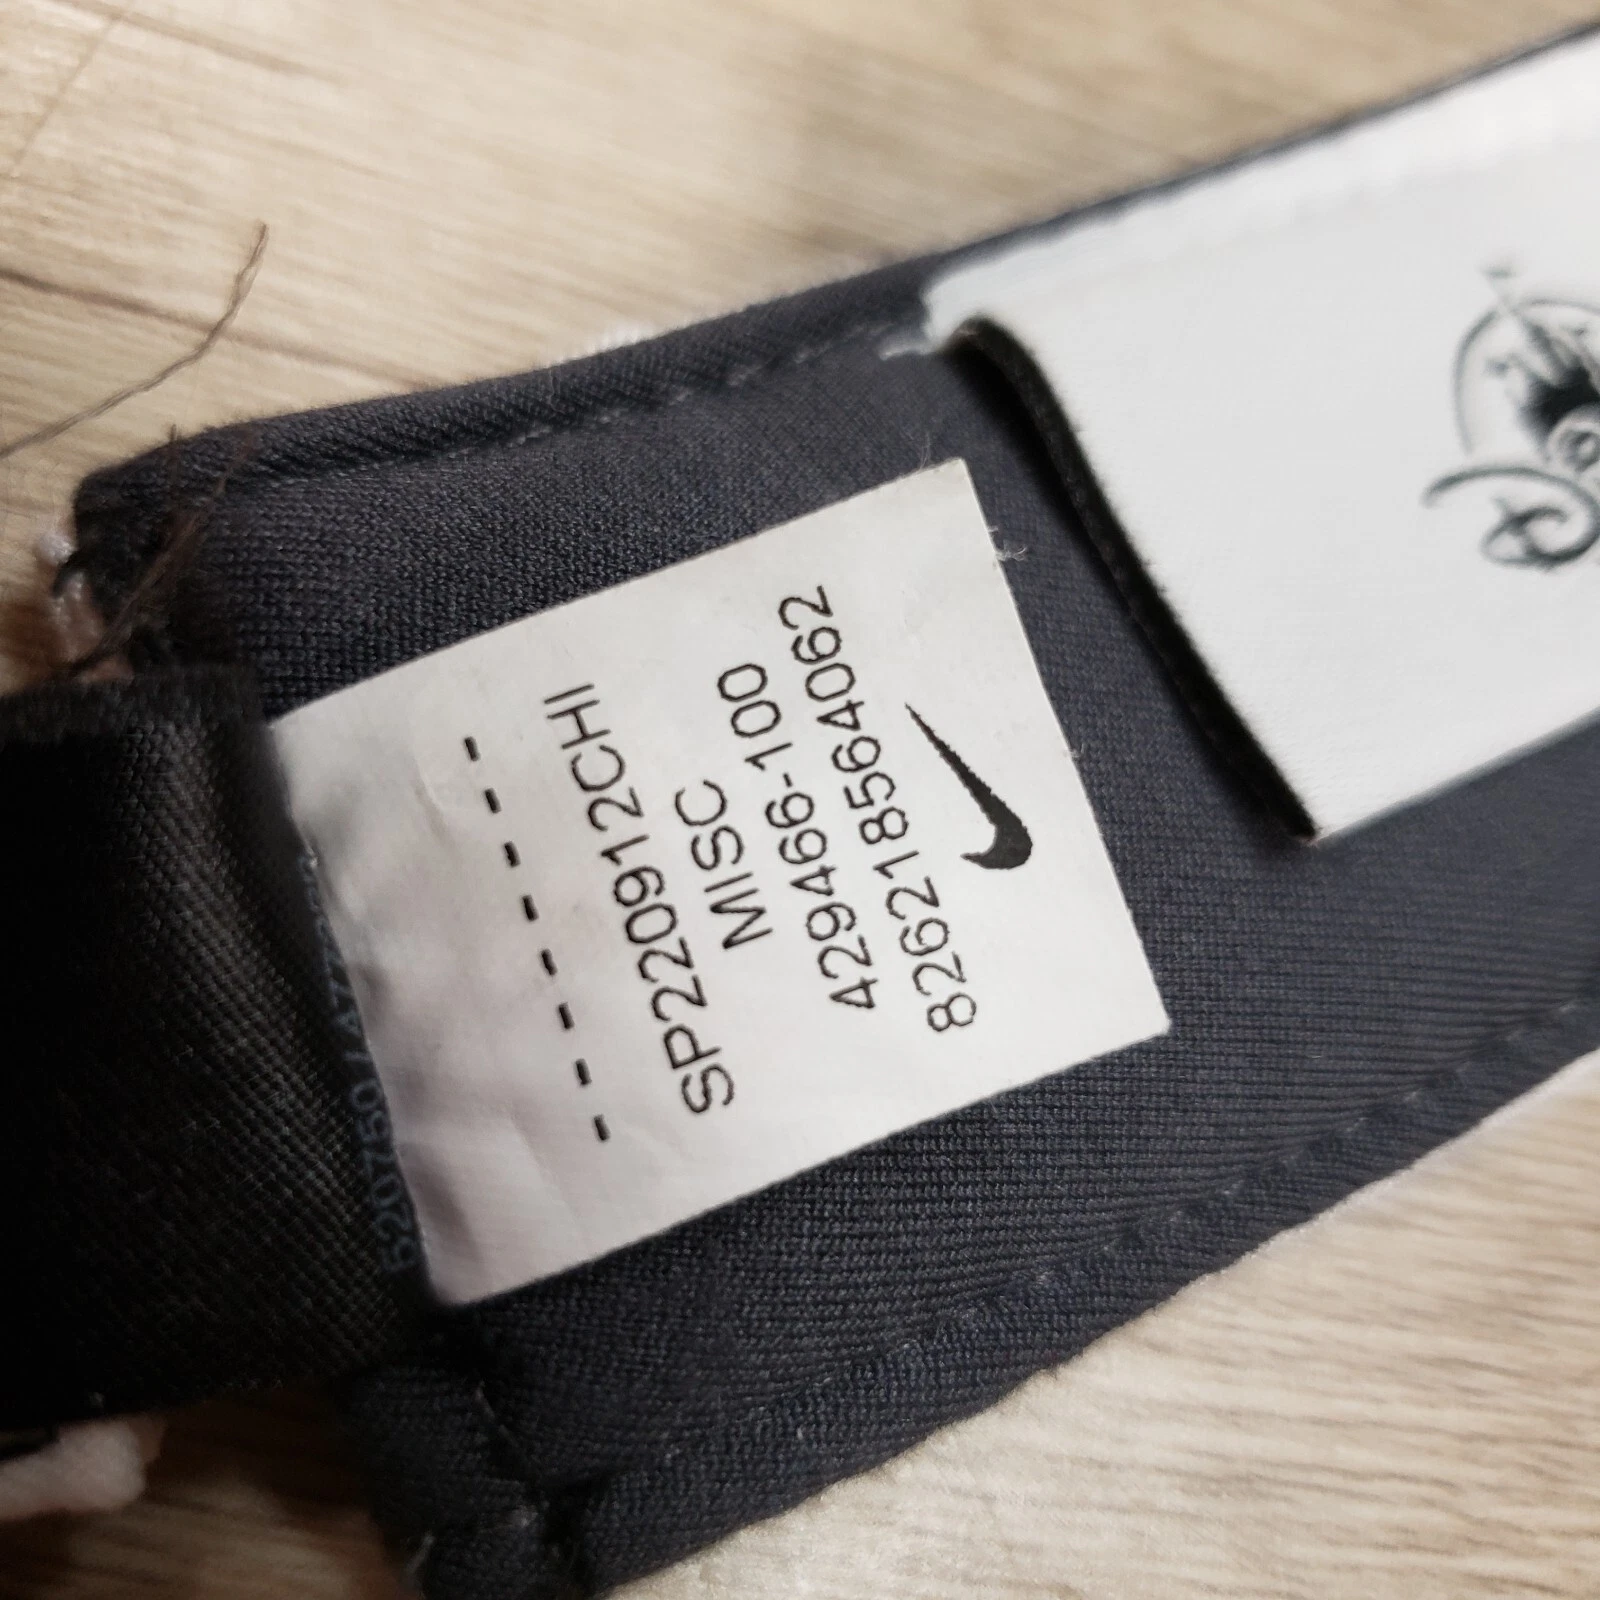 - - - - - - - -
SP220912CHI
MISC
429466-100
826218564062